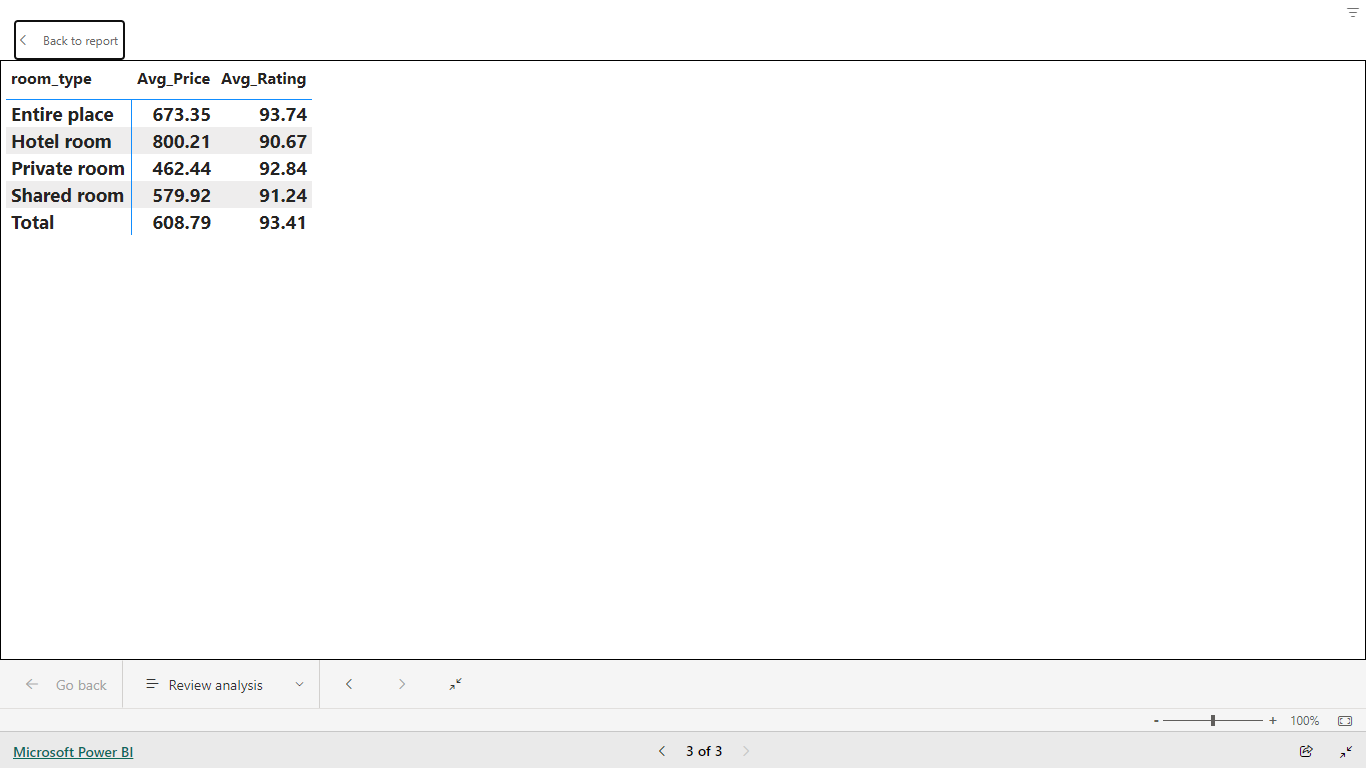 Back to report
room_type Avg_Price Avg_Rating
Entire place 673.35 93.74
Hotel room 800.21 90.67
Private room 462.44 92.84
Shared room 579.92 91.24
Total 608.79 93.41
Go back Review analysis
- + 100%
Microsoft Power BI 3 of 3